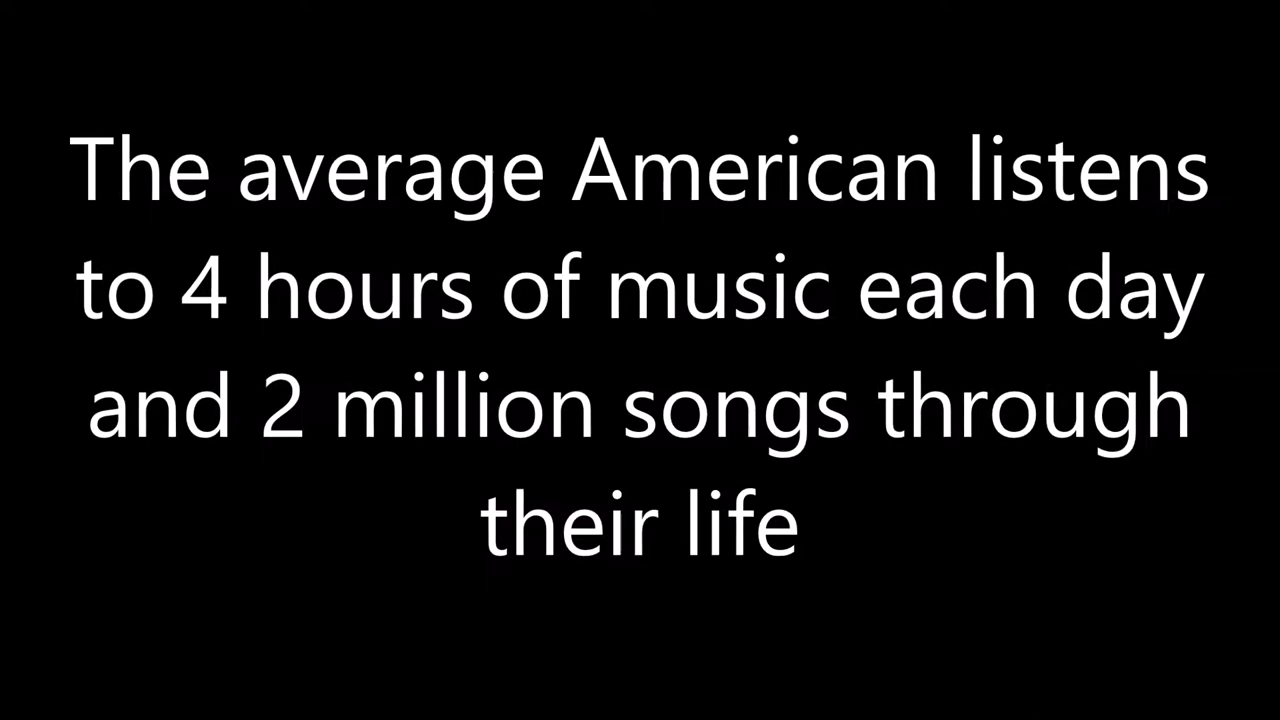 The average American listens
to 4 hours of music each day
and 2 million songs through
their life